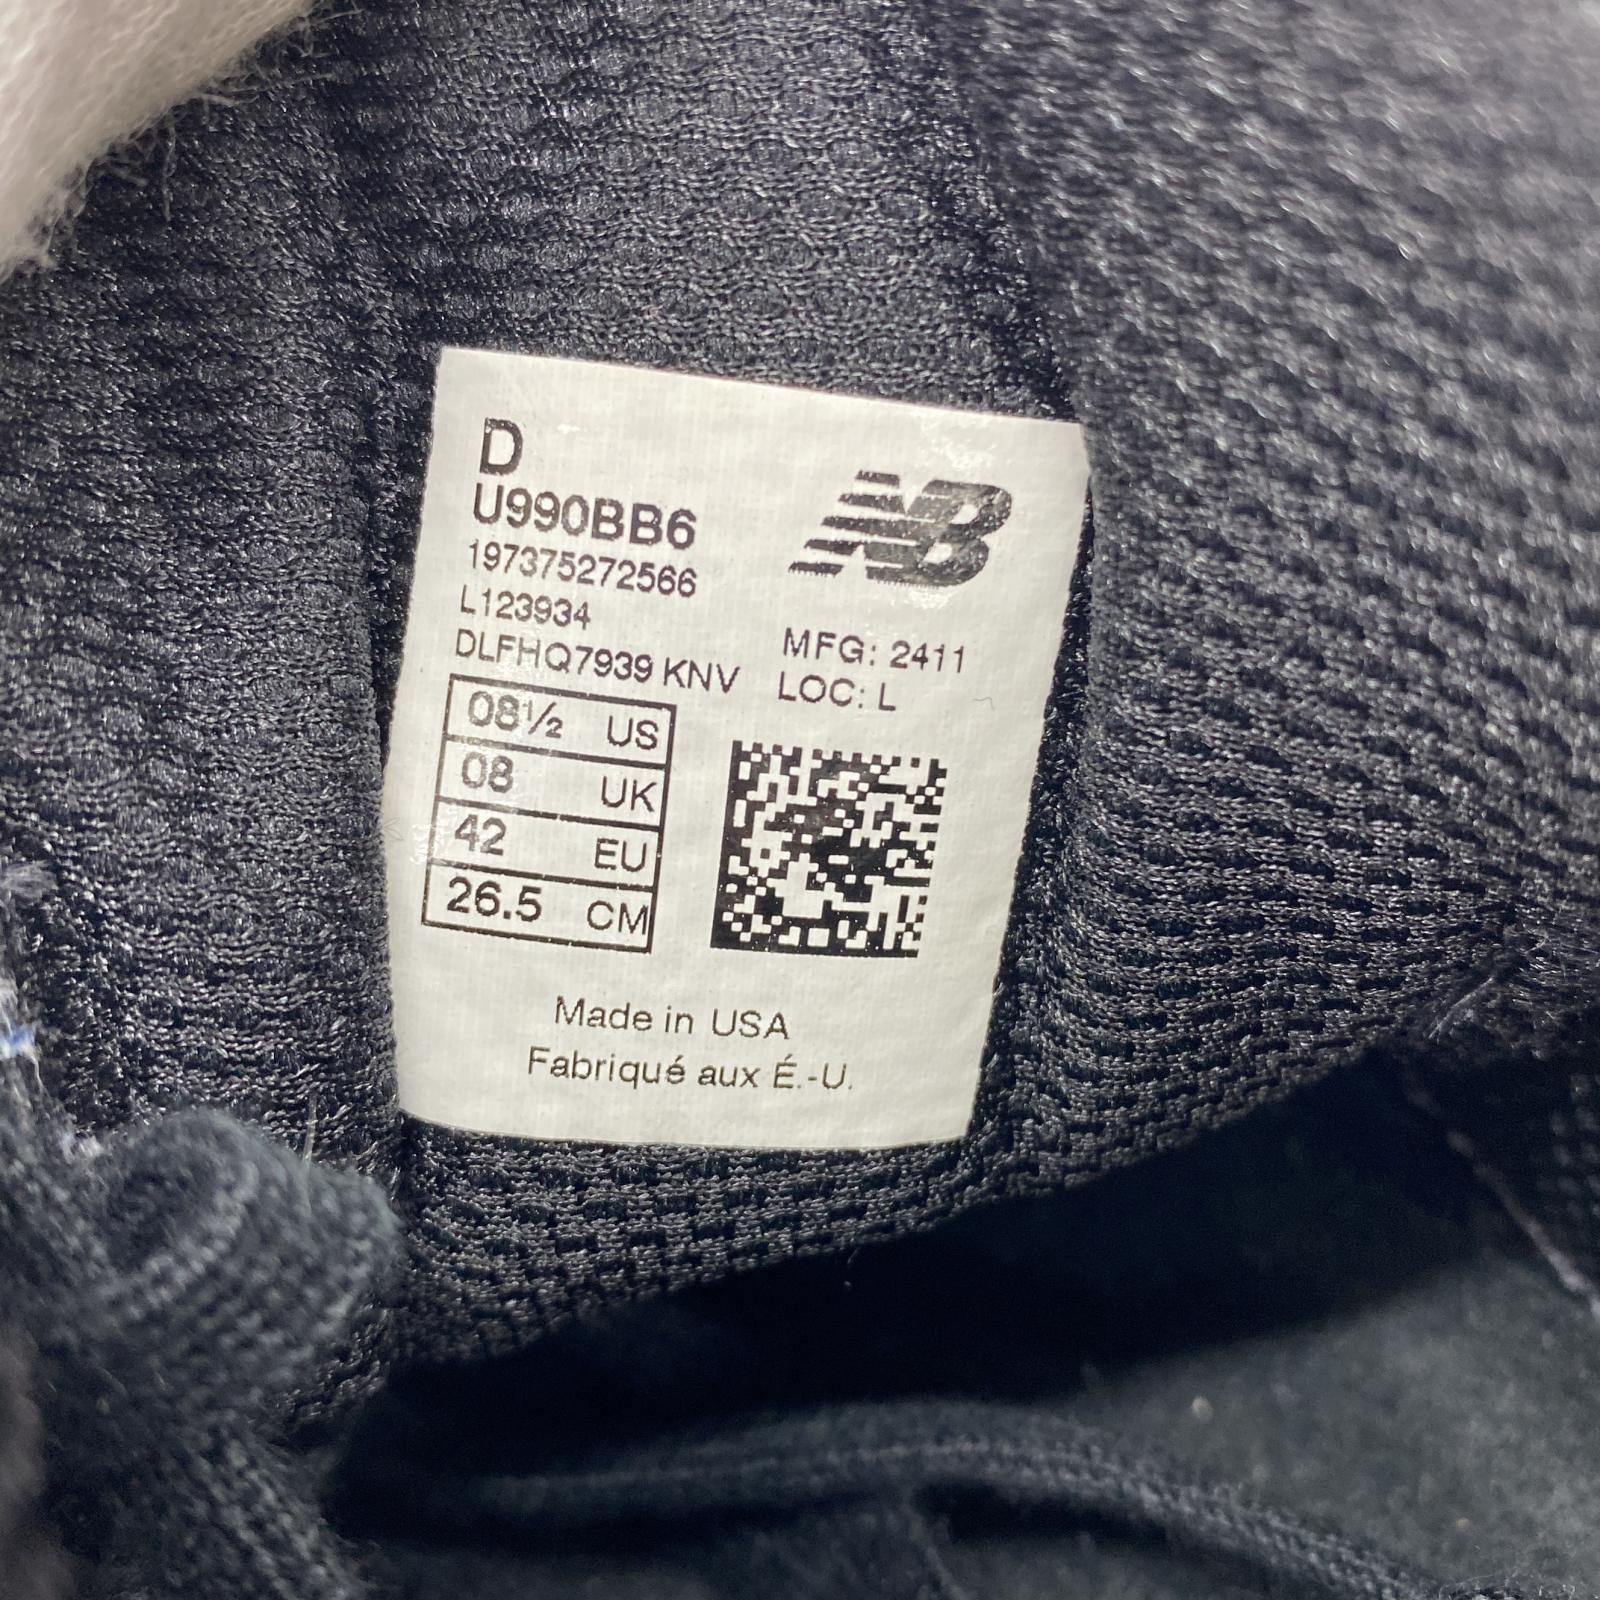 D
U990BB6
197375272566
L123934
DLFHQ7939 KNV
NB
MFG: 2411
LOC: L
08½ US
08 UK
42 EU
26.5 CM
Made in USA
Fabriqué aux É.-U.